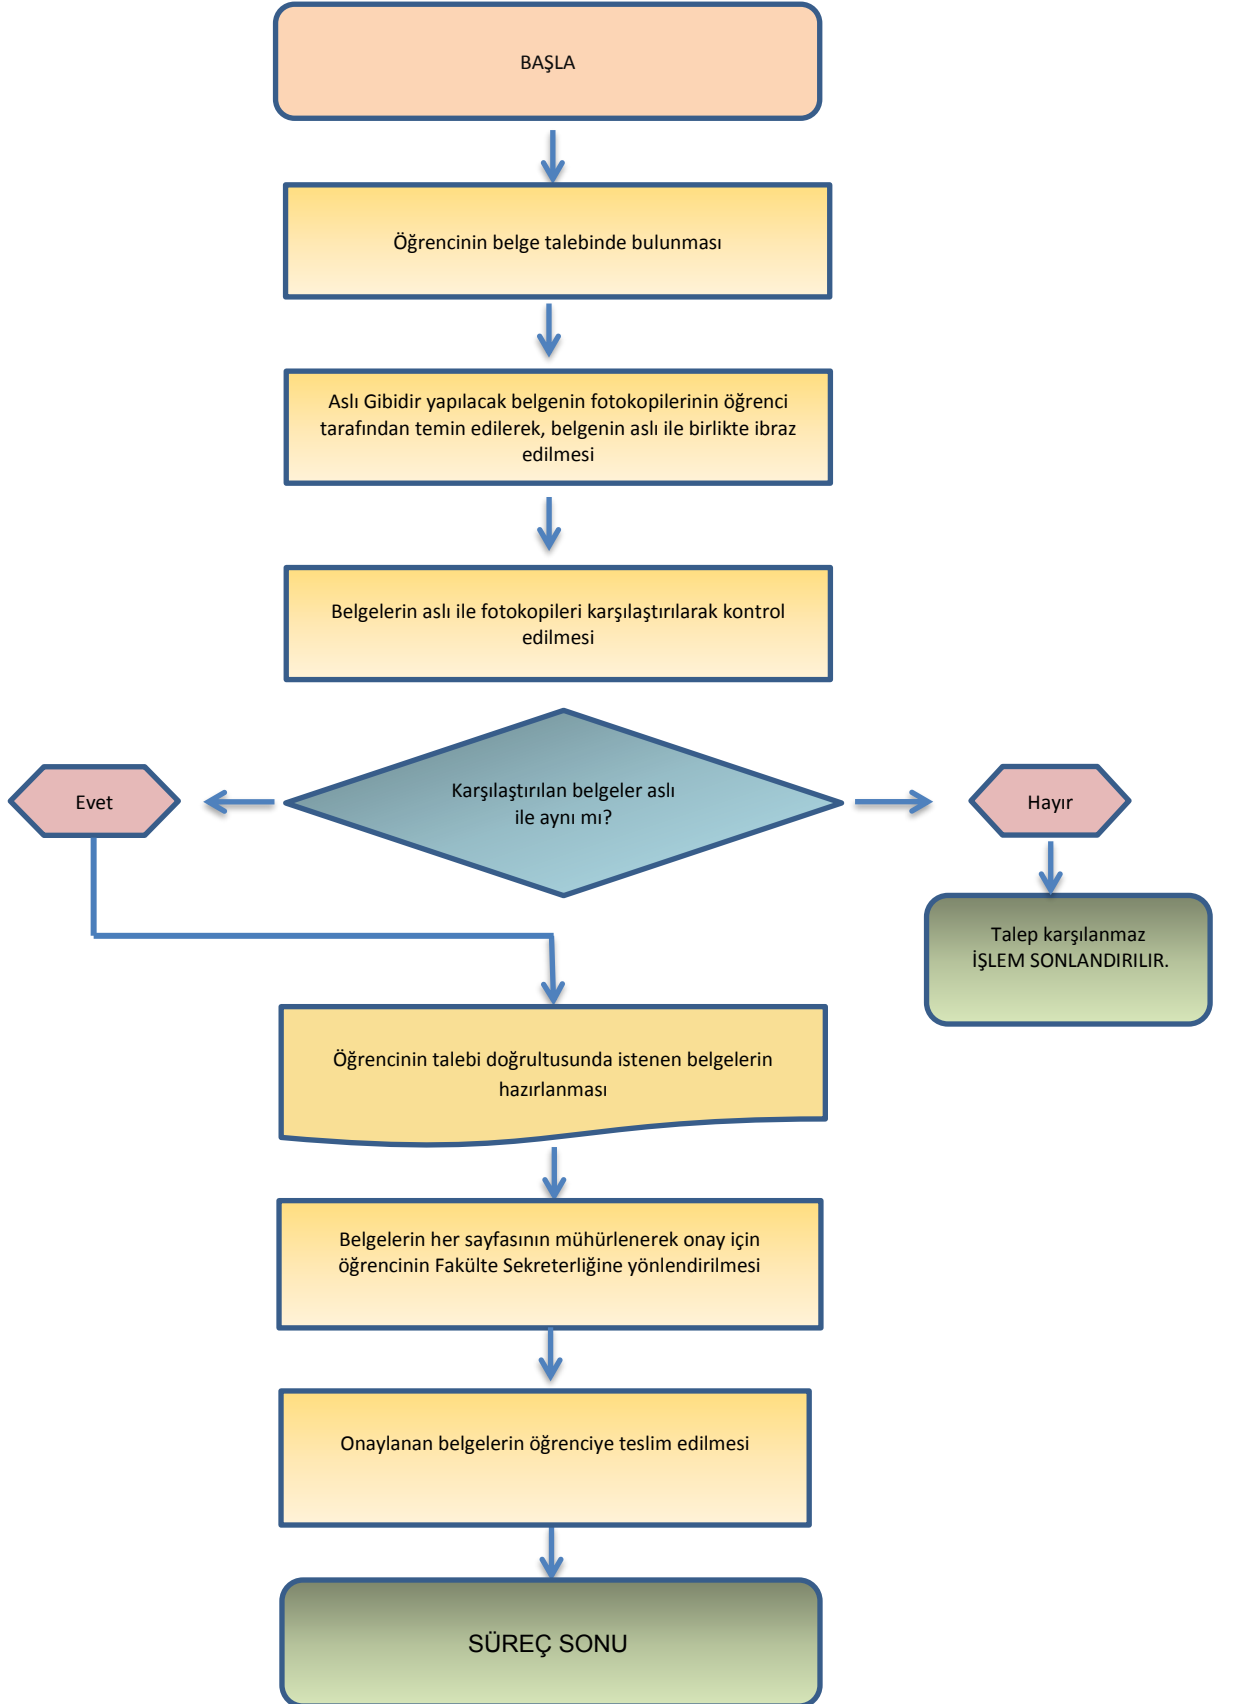 BAŞLA
Öğrencinin belge talebinde bulunması
Aslı Gibidir yapılacak belgenin fotokopilerinin öğrenci
tarafından temin edilerek, belgenin aslı ile birlikte ibraz
edilmesi
Belgelerin aslı ile fotokopileri karşılaştırılarak kontrol
edilmesi
Karşılaştırılan belgeler aslı
ile aynı mı?
Evet
Hayır
Talep karşılanmaz
İŞLEM SONLANDIRILIR.
Öğrencinin talebi doğrultusunda istenen belgelerin
hazırlanması
Belgelerin her sayfasının mühürlenerek onay için
öğrencinin Fakülte Sekreterliğine yönlendirilmesi
Onaylanan belgelerin öğrenciye teslim edilmesi
SÜREÇ SONU